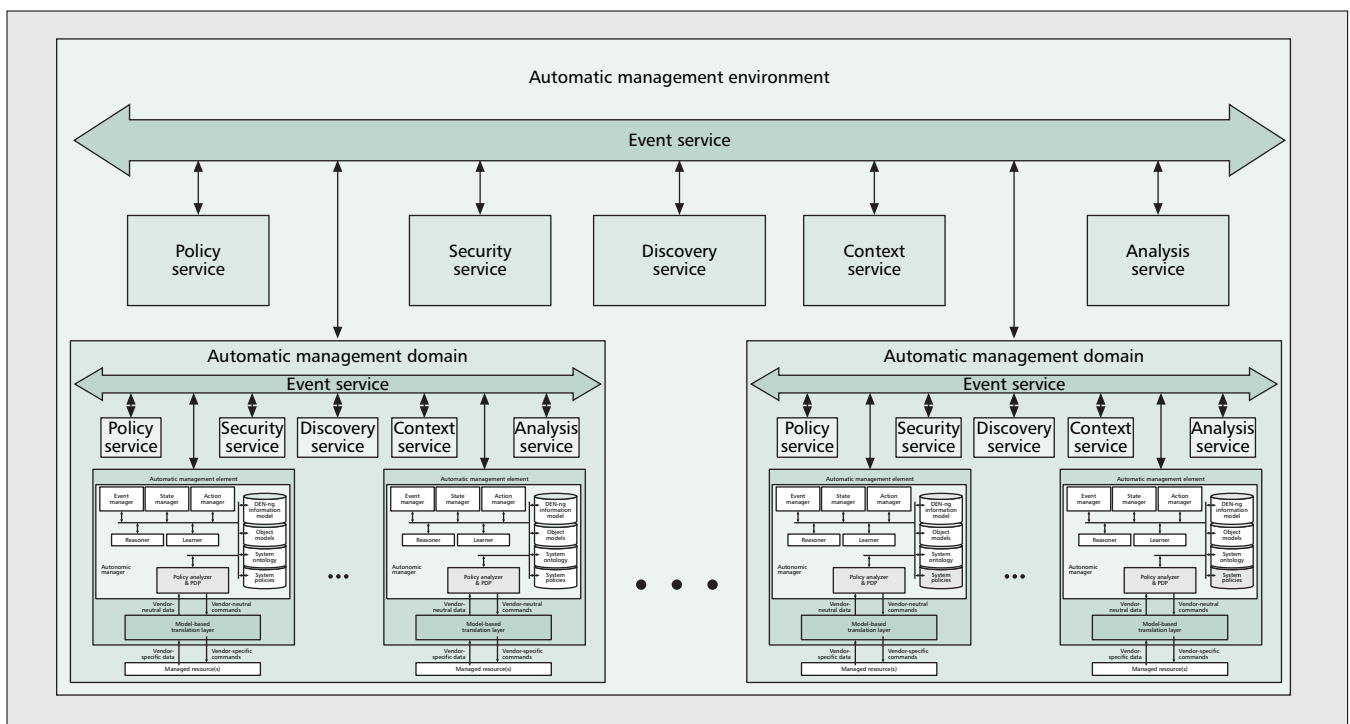 Automatic management environment
Event service
Policy
service
Security
service
Discovery
service
Context
service
Analysis
service
Automatic management domain
Event service
Policy
service
Security
service
Discovery
service
Context
service
Analysis
service
Automatic management element
Event
manager
State
manager
Action
manager
DEN-ng
information
model
Reasoner
Learner
Object
models
System
ontology
System
policies
Autonomic
manager
Policy analyzer
& PDP
Vendor-
neutral data
Vendor-neutral
commands
Model-based
translation layer
Vendor-
specific data
Vendor-specific
commands
Managed resource(s)
•••
Automatic management element
Event
manager
State
manager
Action
manager
DEN-ng
information
model
Reasoner
Learner
Object
models
System
ontology
System
policies
Autonomic
manager
Policy analyzer
& PDP
Vendor-
neutral data
Vendor-neutral
commands
Model-based
translation layer
Vendor-
specific data
Vendor-specific
commands
Managed resource(s)
• • •
Automatic management domain
Event service
Policy
service
Security
service
Discovery
service
Context
service
Analysis
service
Automatic management element
Event
manager
State
manager
Action
manager
DEN-ng
information
model
Reasoner
Learner
Object
models
System
ontology
System
policies
Autonomic
manager
Policy analyzer
& PDP
Vendor-
neutral data
Vendor-neutral
commands
Model-based
translation layer
Vendor-
specific data
Vendor-specific
commands
Managed resource(s)
•••
Automatic management element
Event
manager
State
manager
Action
manager
DEN-ng
information
model
Reasoner
Learner
Object
models
System
ontology
System
policies
Autonomic
manager
Policy analyzer
& PDP
Vendor-
neutral data
Vendor-neutral
commands
Model-based
translation layer
Vendor-
specific data
Vendor-specific
commands
Managed resource(s)